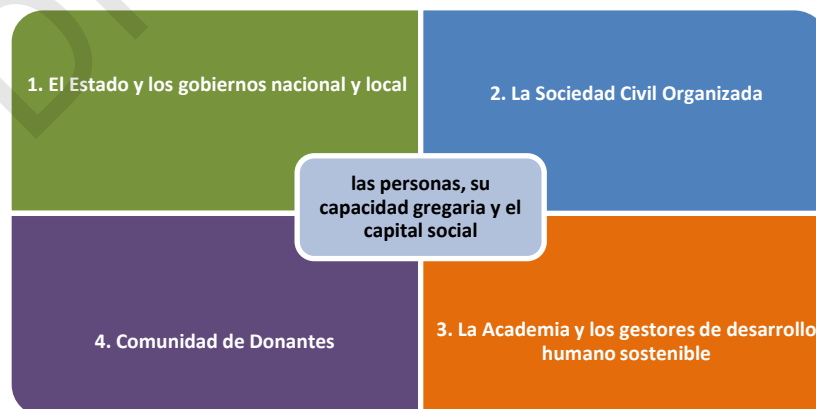 1. El Estado y los gobiernos nacional y local
2. La Sociedad Civil Organizada
las personas, su
capacidad gregaria y el
capital social
4. Comunidad de Donantes
3. La Academia y los gestores de desarrollo
humano sostenible